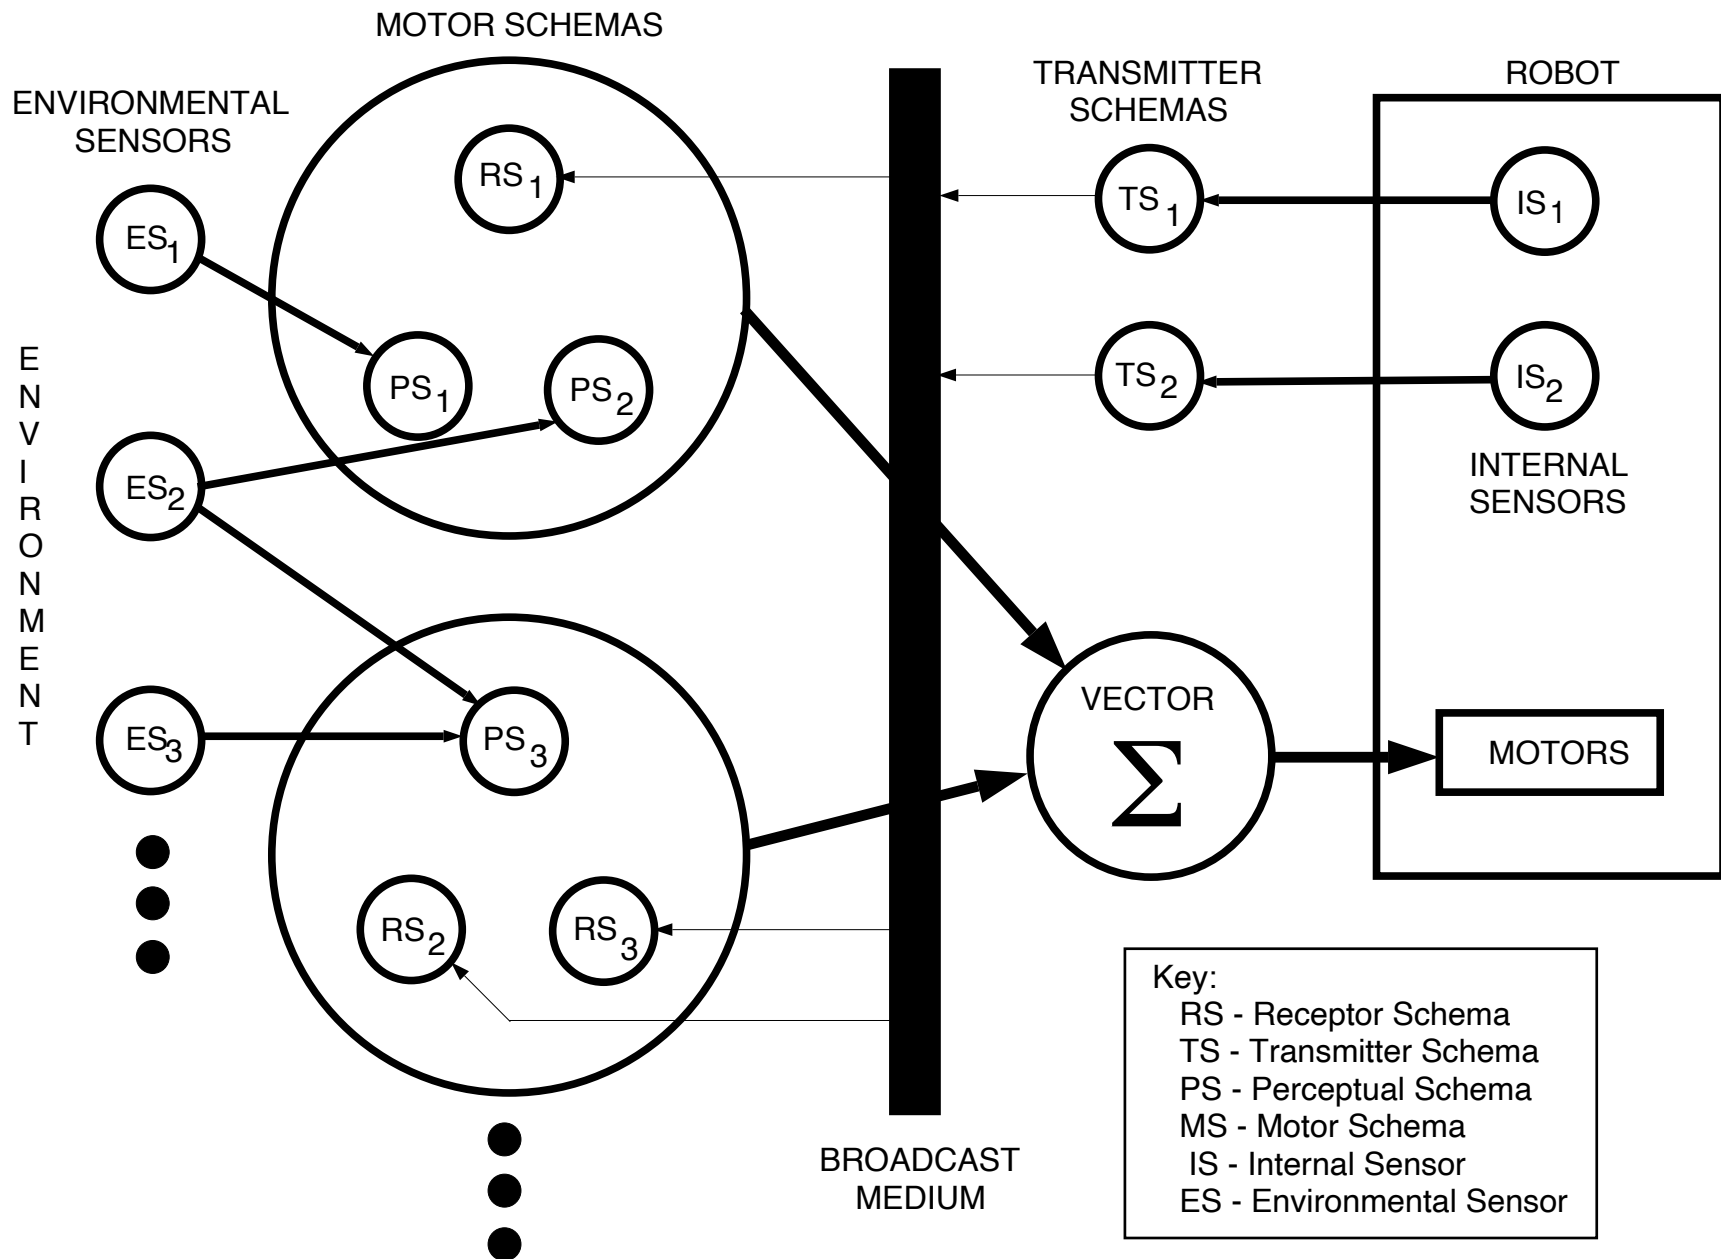 MOTOR SCHEMAS
ENVIRONMENTAL
SENSORS
TRANSMITTER
SCHEMAS
ROBOT
RS1
TS1
IS1
ES1
PS1
PS2
TS2
IS2
ENVIRONMENT
ES2
INTERNAL
SENSORS
ES3
PS3
VECTOR
Σ
MOTORS
RS2
RS3
BROADCAST
MEDIUM
Key:
RS - Receptor Schema
TS - Transmitter Schema
PS - Perceptual Schema
MS - Motor Schema
IS - Internal Sensor
ES - Environmental Sensor